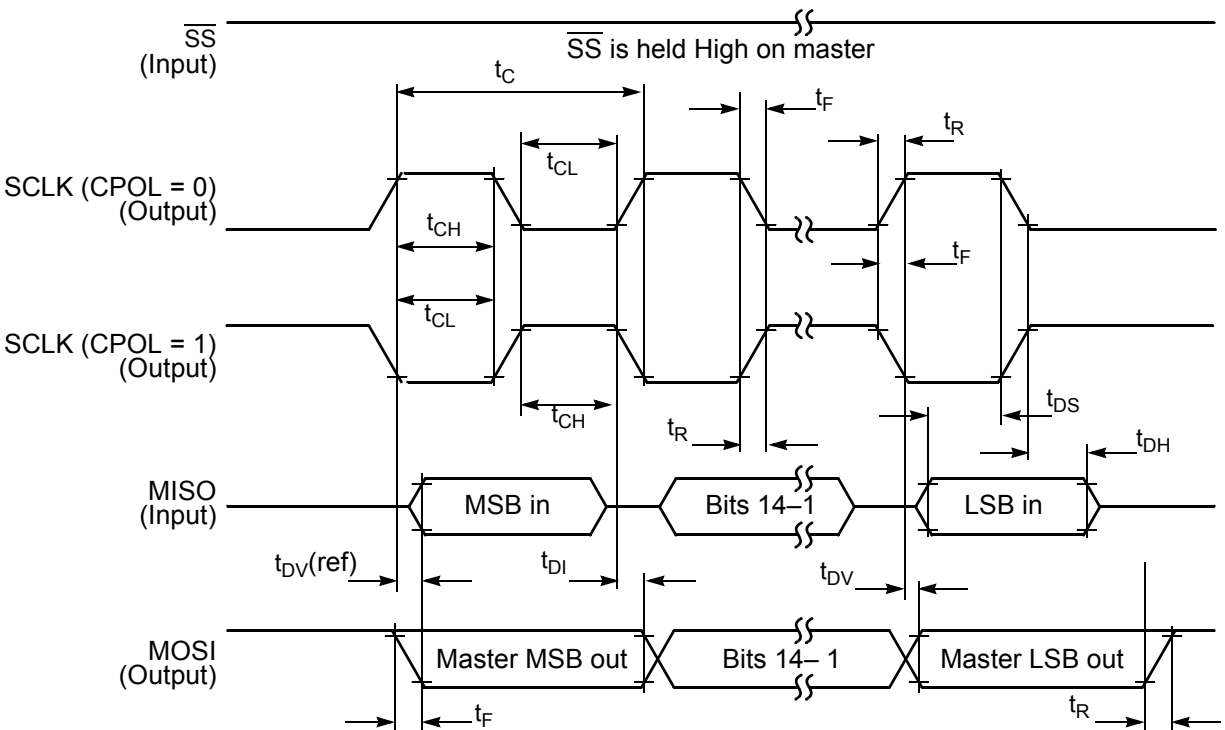 SS
(Input)
SS is held High on master
tC
tF
tR
tCL
SCLK (CPOL = 0)
(Output)
tCH
tF
tCL
SCLK (CPOL = 1)
(Output)
tCH
tR
tDS
tDH
MISO
(Input)
MSB in
Bits 14–1
LSB in
tDV(ref)
tDI
tDV
MOSI
(Output)
Master MSB out
Bits 14– 1
Master LSB out
tF
tR